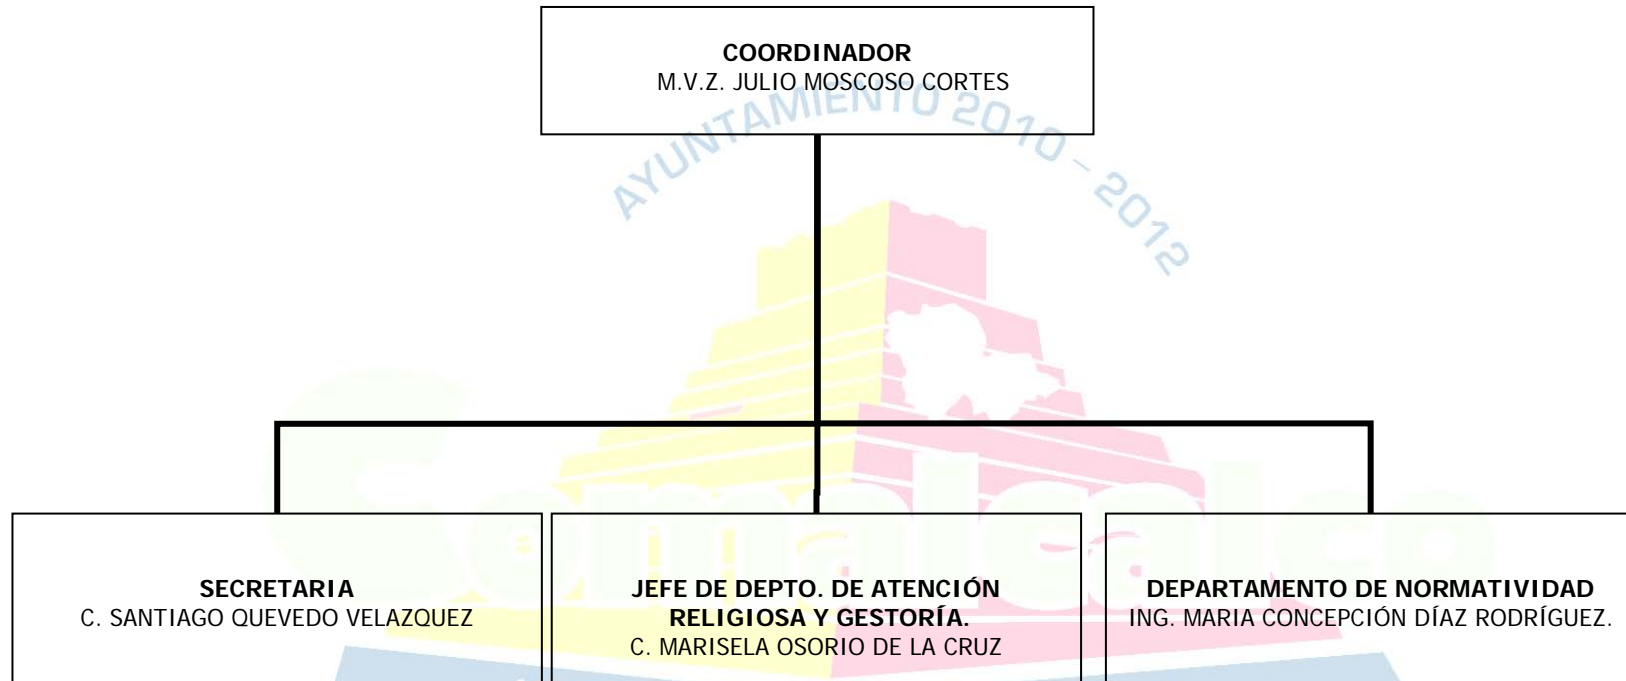 COORDINADOR
M.V.Z. JULIO MOSCOSO CORTES
AYUNTAMIENTO 2010 - 2012
Comalcalco
SECRETARIA
C. SANTIAGO QUEVEDO VELAZQUEZ
JEFE DE DEPTO. DE ATENCIÓN
RELIGIOSA Y GESTORÍA.
C. MARISELA OSORIO DE LA CRUZ
DEPARTAMENTO DE NORMATIVIDAD
ING. MARIA CONCEPCIÓN DÍAZ RODRÍGUEZ.